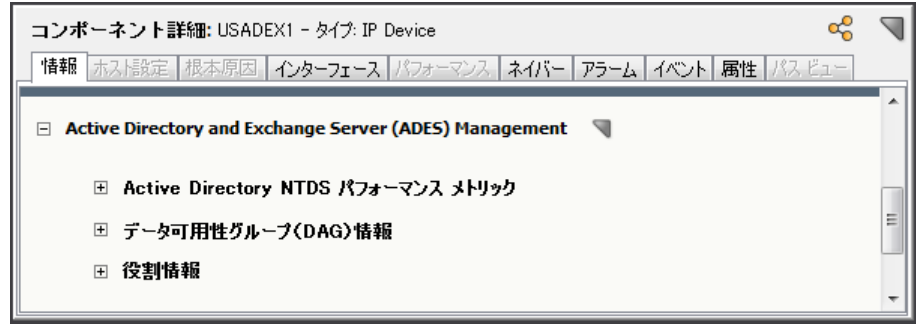 コンポーネント詳細: USADEX1 - タイプ: IP Device
情報 ホスト設定 根本原因 インターフェース パフォーマンス ネイバー アラーム イベント 属性 パス ビュー
Active Directory and Exchange Server (ADES) Management
Active Directory NTDS パフォーマンス メトリック
データ可用性グループ(DAG)情報
役割情報